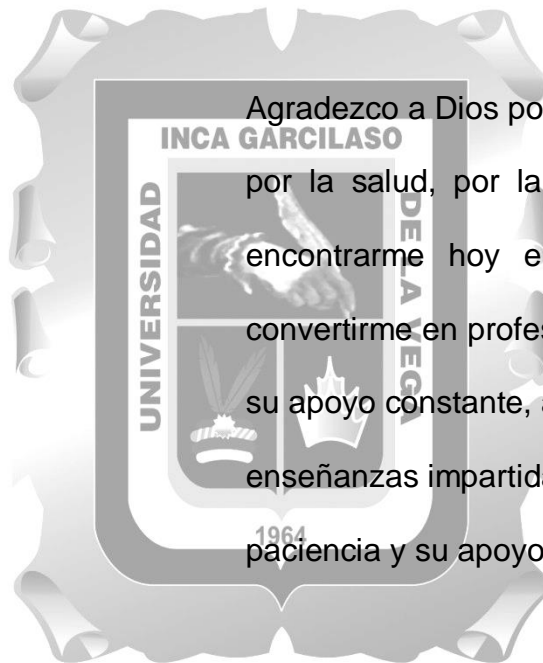 Agradezco a Dios po
por la salud, por la
encontrarme hoy e
convertirme en profes
su apoyo constante, a
enseñanzas impartida
paciencia y su apoyo
UNIVERSIDAD
INCA GARCILASO
DE LA VEGA
1964